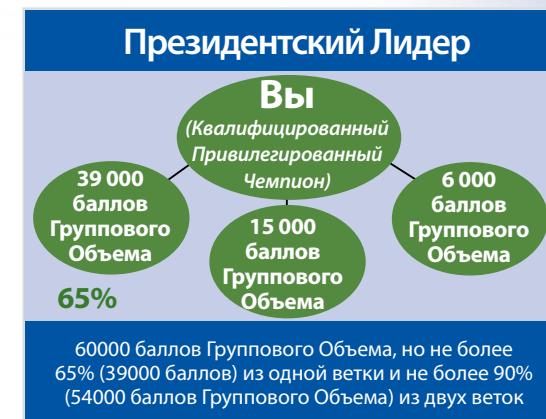 Президентский Лидер
Вы
(Квалифицированный
Привилегированный
Чемпион)
39 000
баллов
Группового
Объема
15 000
баллов
Группового
Объема
6 000
баллов
Группового
Объема
65%
60000 баллов Группового Объема, но не более
65% (39000 баллов) из одной ветки и не более 90%
(54000 баллов Группового Объема) из двух веток